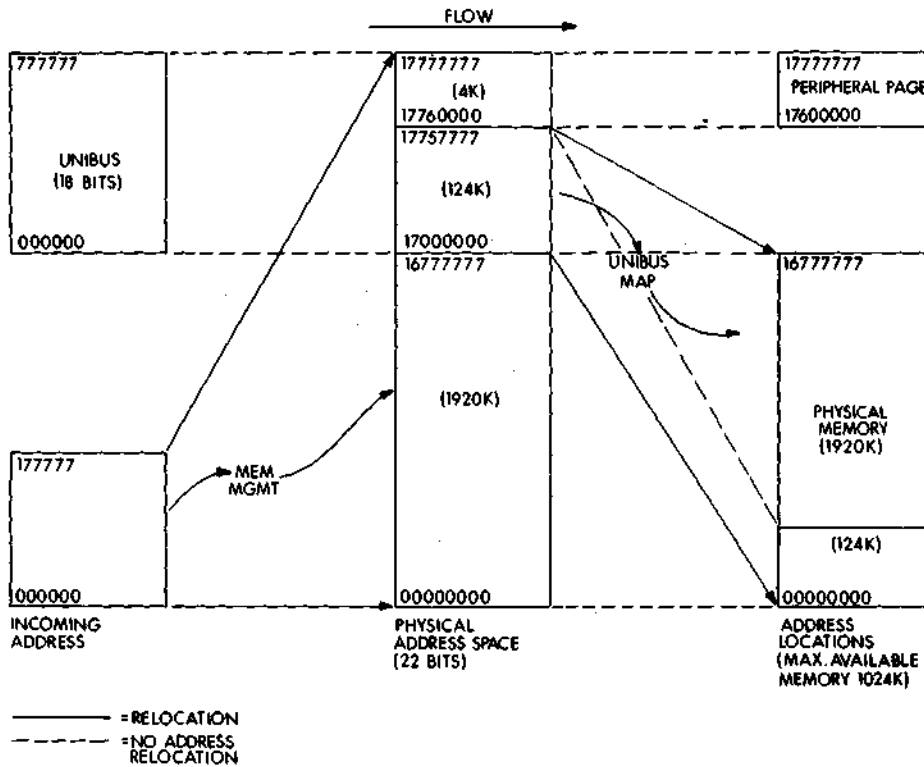 FLOW
777777
UNIBUS
(18 BITS)
000000
177777
000000
INCOMING
ADDRESS
MEM
MGMT
17777777
(4K)
17760000
17757777
(124K)
17000000
16777777
(1920K)
00000000
PHYSICAL
ADDRESS SPACE
(22 BITS)
UNIBUS
MAP
17777777
PERIPHERAL PAGE
17600000
16777777
PHYSICAL
MEMORY
(1920K)
(124K)
00000000
ADDRESS
LOCATIONS
(MAX. AVAILABLE
MEMORY 1024K)
=RELOCATION
=NO ADDRESS
RELOCATION